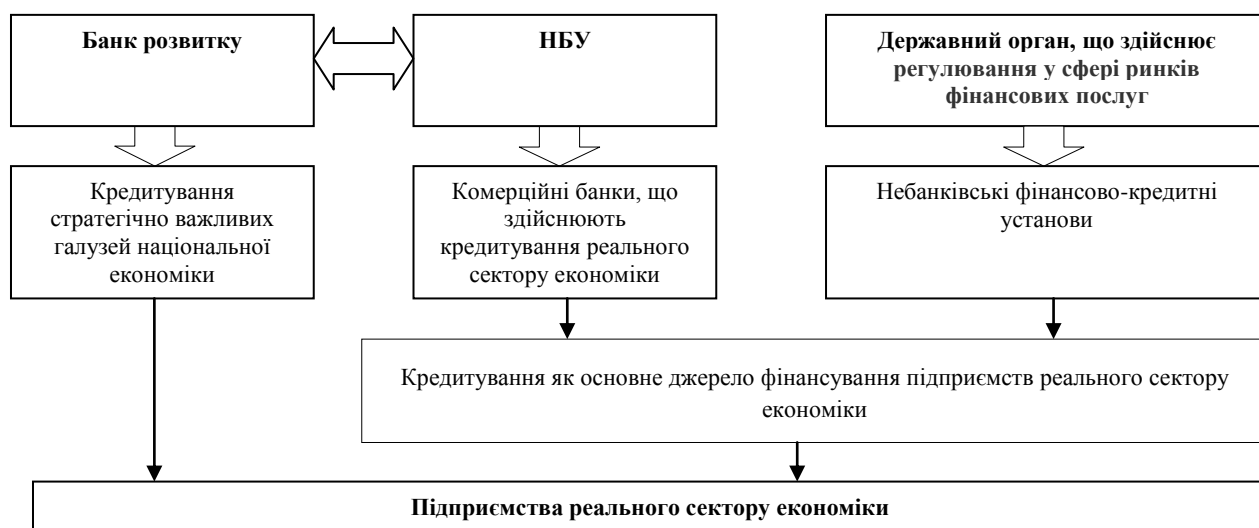 Банк розвитку
НБУ
Державний орган, що здійснює
регулювання у сфері ринків
фінансових послуг
Кредитування
стратегічно важливих
галузей національної
економіки
Комерційні банки, що
здійснюють
кредитування реального
сектору економіки
Небанківські фінансово-кредитні
установи
Кредитування як основне джерело фінансування підприємств реального сектору
економіки
Підприємства реального сектору економіки